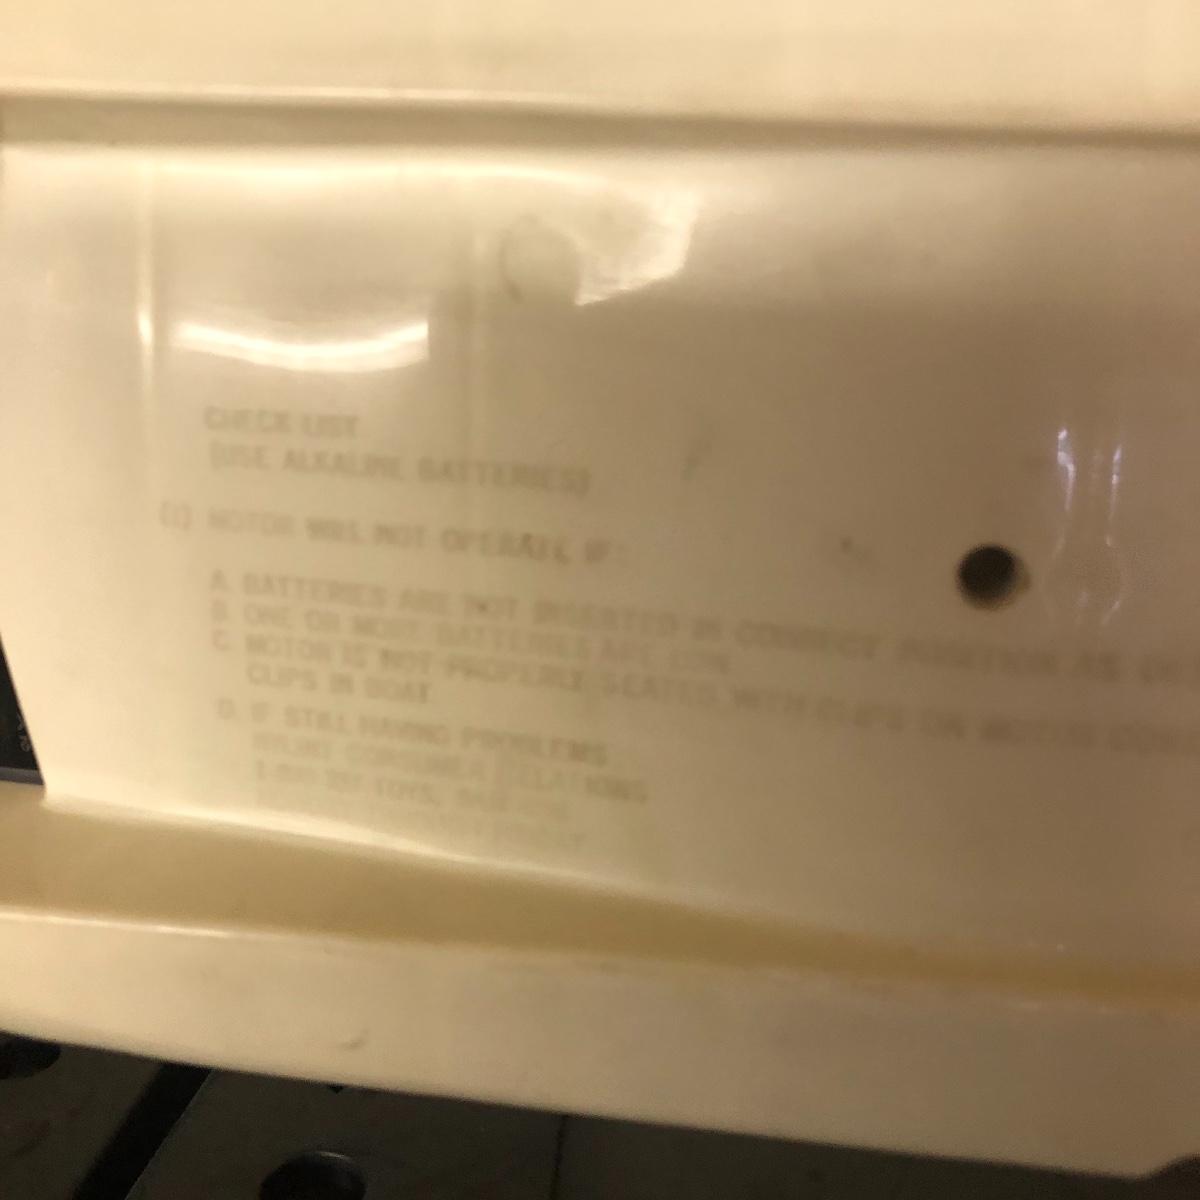 CHECK LIST
(USE ALKALINE BATTERIES)
(1) MOTOR WILL NOT OPERATE IF:
A. BATTERIES ARE NOT INSERTED IN CORRECT POSITION AS
B. ONE OR MORE BATTERIES ARE LOW.
C. MOTOR IS NOT PROPERLY SEATED WITH CLIPS ON MOTOR
CLIPS IN BOAT.
D. IF STILL HAVING PROBLEMS
CONSUMER RELATIONS
TOYS,